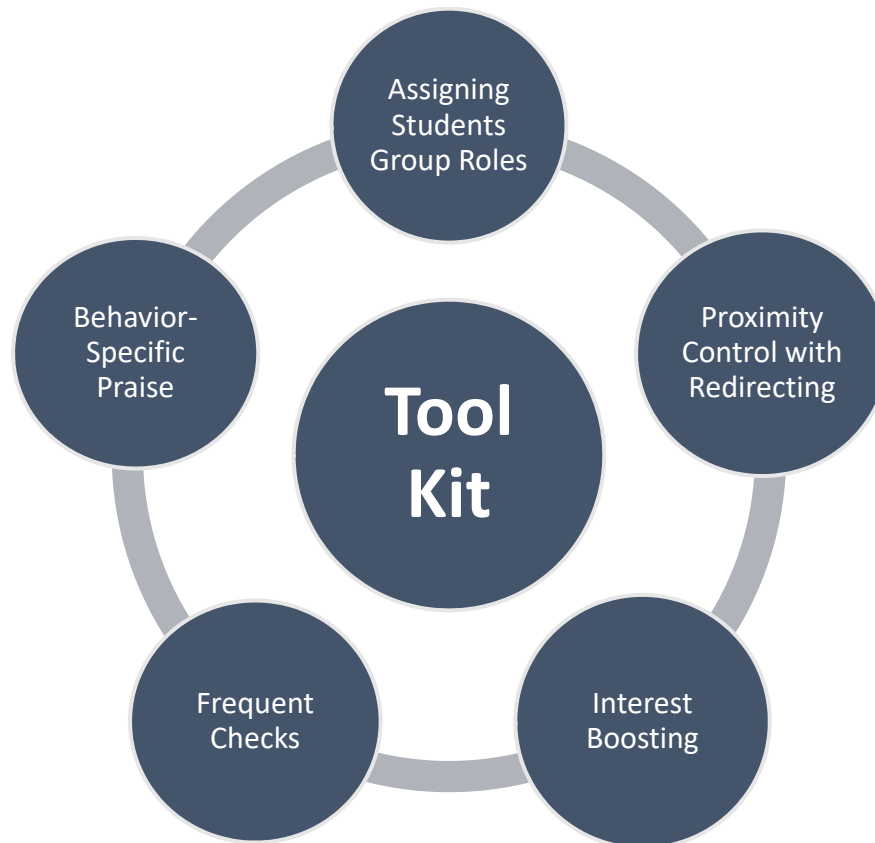 Assigning
Students
Group Roles
Proximity
Control with
Redirecting
Interest
Boosting
Frequent
Checks
Behavior-
Specific
Praise
Tool
Kit